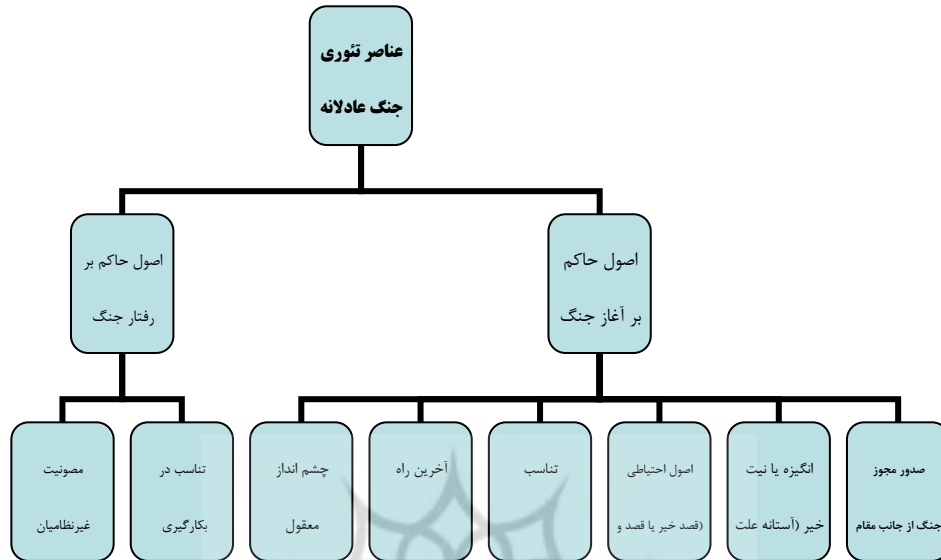 عناصر تئوری
جنگ عادلانه
اصول حاکم
بر آغاز جنگ
اصول حاکم بر
رفتار جنگ
صدور مجوز
جنگ از جانب مقام
انگیزه یا نیت
خیر (آستانه علت
اصول احتیاطی
(قصد خیر یا قصد و
تناسب
آخرین راه
چشم انداز
معقول
تناسب در
بکارگیری
مصونیت
غیرنظامیان